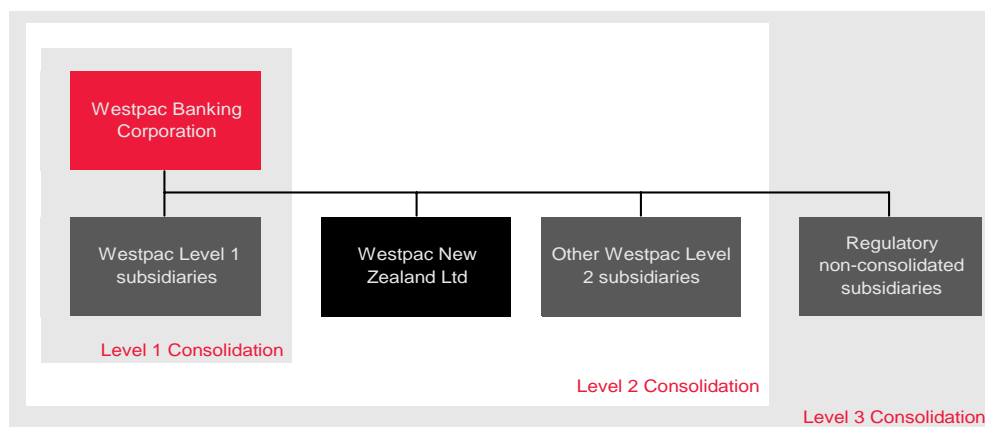 Westpac Banking
Corporation
Westpac Level 1
subsidiaries
Westpac New
Zealand Ltd
Other Westpac Level
2 subsidiaries
Regulatory
non-consolidated
subsidiaries
Level 1 Consolidation
Level 2 Consolidation
Level 3 Consolidation